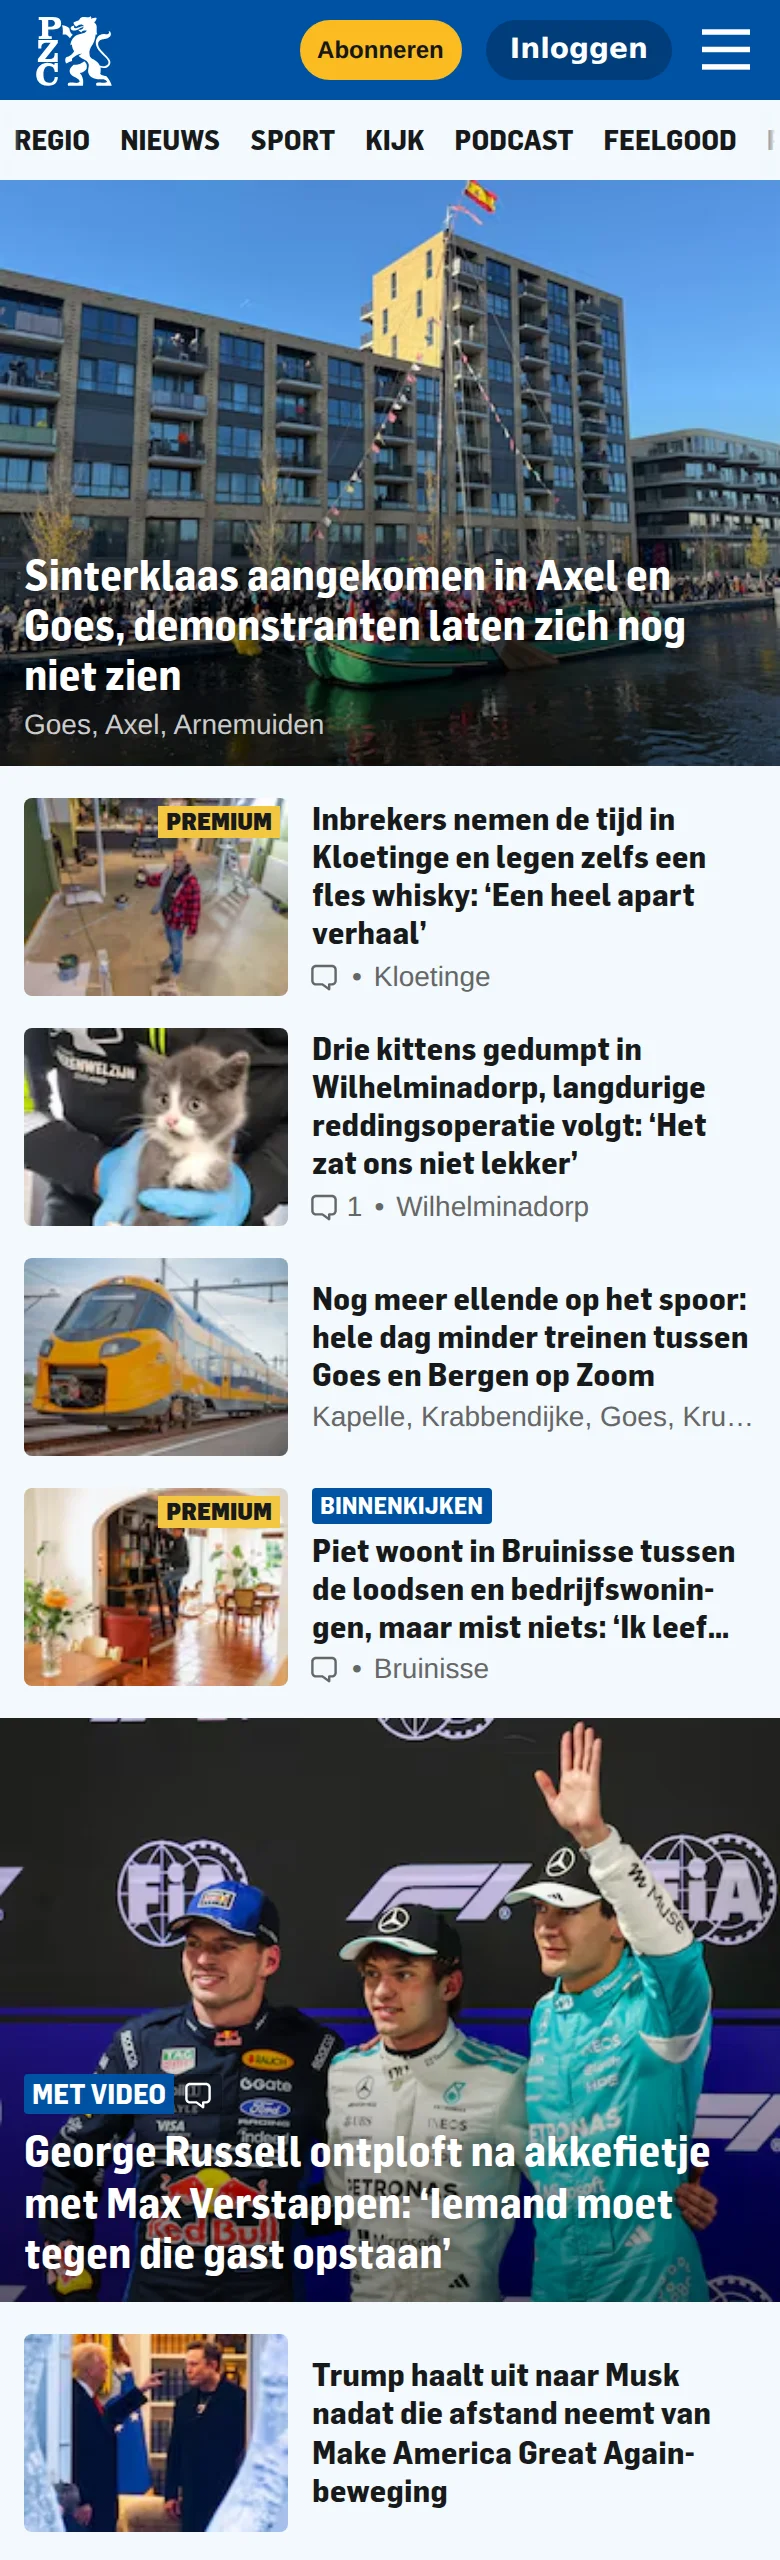 P
Z
C
Abonneren
Inloggen
REGIO NIEUWS SPORT KIJK PODCAST FEELGOOD
Sinterklaas aangekomen in Axel en
Goes, demonstranten laten zich nog
niet zien
Goes, Axel, Arnemuiden
PREMIUM
Inbrekers nemen de tijd in
Kloetinge en legen zelfs een
fles whisky: ‘Een heel apart
verhaal’
• Kloetinge
Drie kittens gedumpt in
Wilhelminadorp, langdurige
reddingsoperatie volgt: ‘Het
zat ons niet lekker’
1 • Wilhelminadorp
Nog meer ellende op het spoor:
hele dag minder treinen tussen
Goes en Bergen op Zoom
Kapelle, Krabbendijke, Goes, Kru…
PREMIUM
BINNENKIJKEN
Piet woont in Bruinisse tussen
de loodsen en bedrijfswonin-
gen, maar mist niets: ‘Ik leef…
• Bruinisse
FiA
FiA
Muse
MET VIDEO
George Russell ontploft na akkefietje
met Max Verstappen: ‘Iemand moet
tegen die gast opstaan’
Red Bull
Trump haalt uit naar Musk
nadat die afstand neemt van
Make America Great Again-
beweging